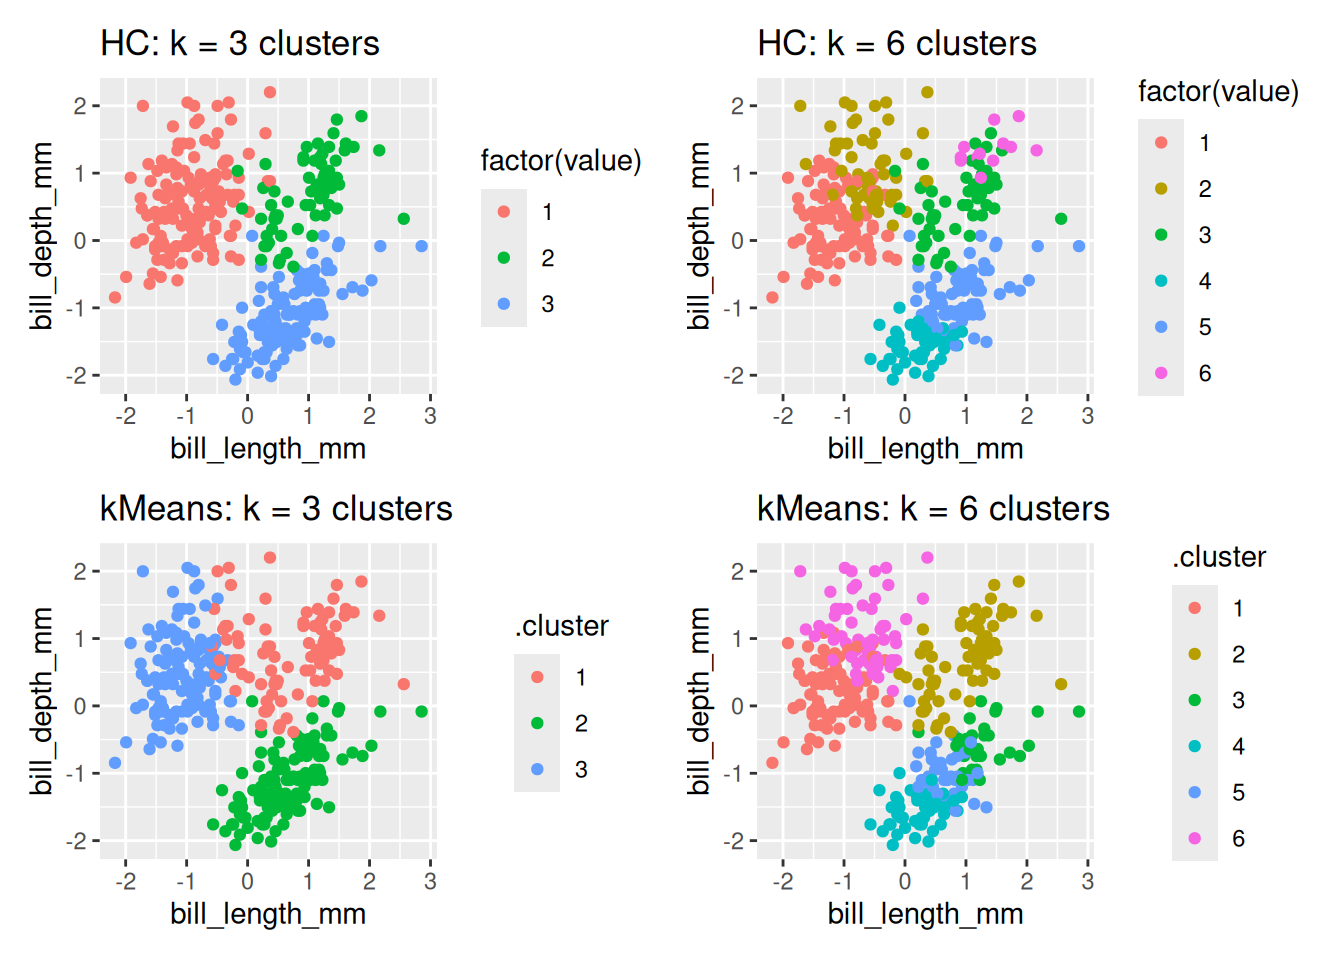 HC: k = 3 clusters
bill_depth_mm
2
1
0
-1
-2
-2 -1 0 1 2 3
bill_length_mm
factor(value)
1
2
3
HC: k = 6 clusters
bill_depth_mm
2
1
0
-1
-2
-2 -1 0 1 2 3
bill_length_mm
factor(value)
1
2
3
4
5
6
kMeans: k = 3 clusters
bill_depth_mm
2
1
0
-1
-2
-2 -1 0 1 2 3
bill_length_mm
.cluster
1
2
3
kMeans: k = 6 clusters
bill_depth_mm
2
1
0
-1
-2
-2 -1 0 1 2 3
bill_length_mm
.cluster
1
2
3
4
5
6